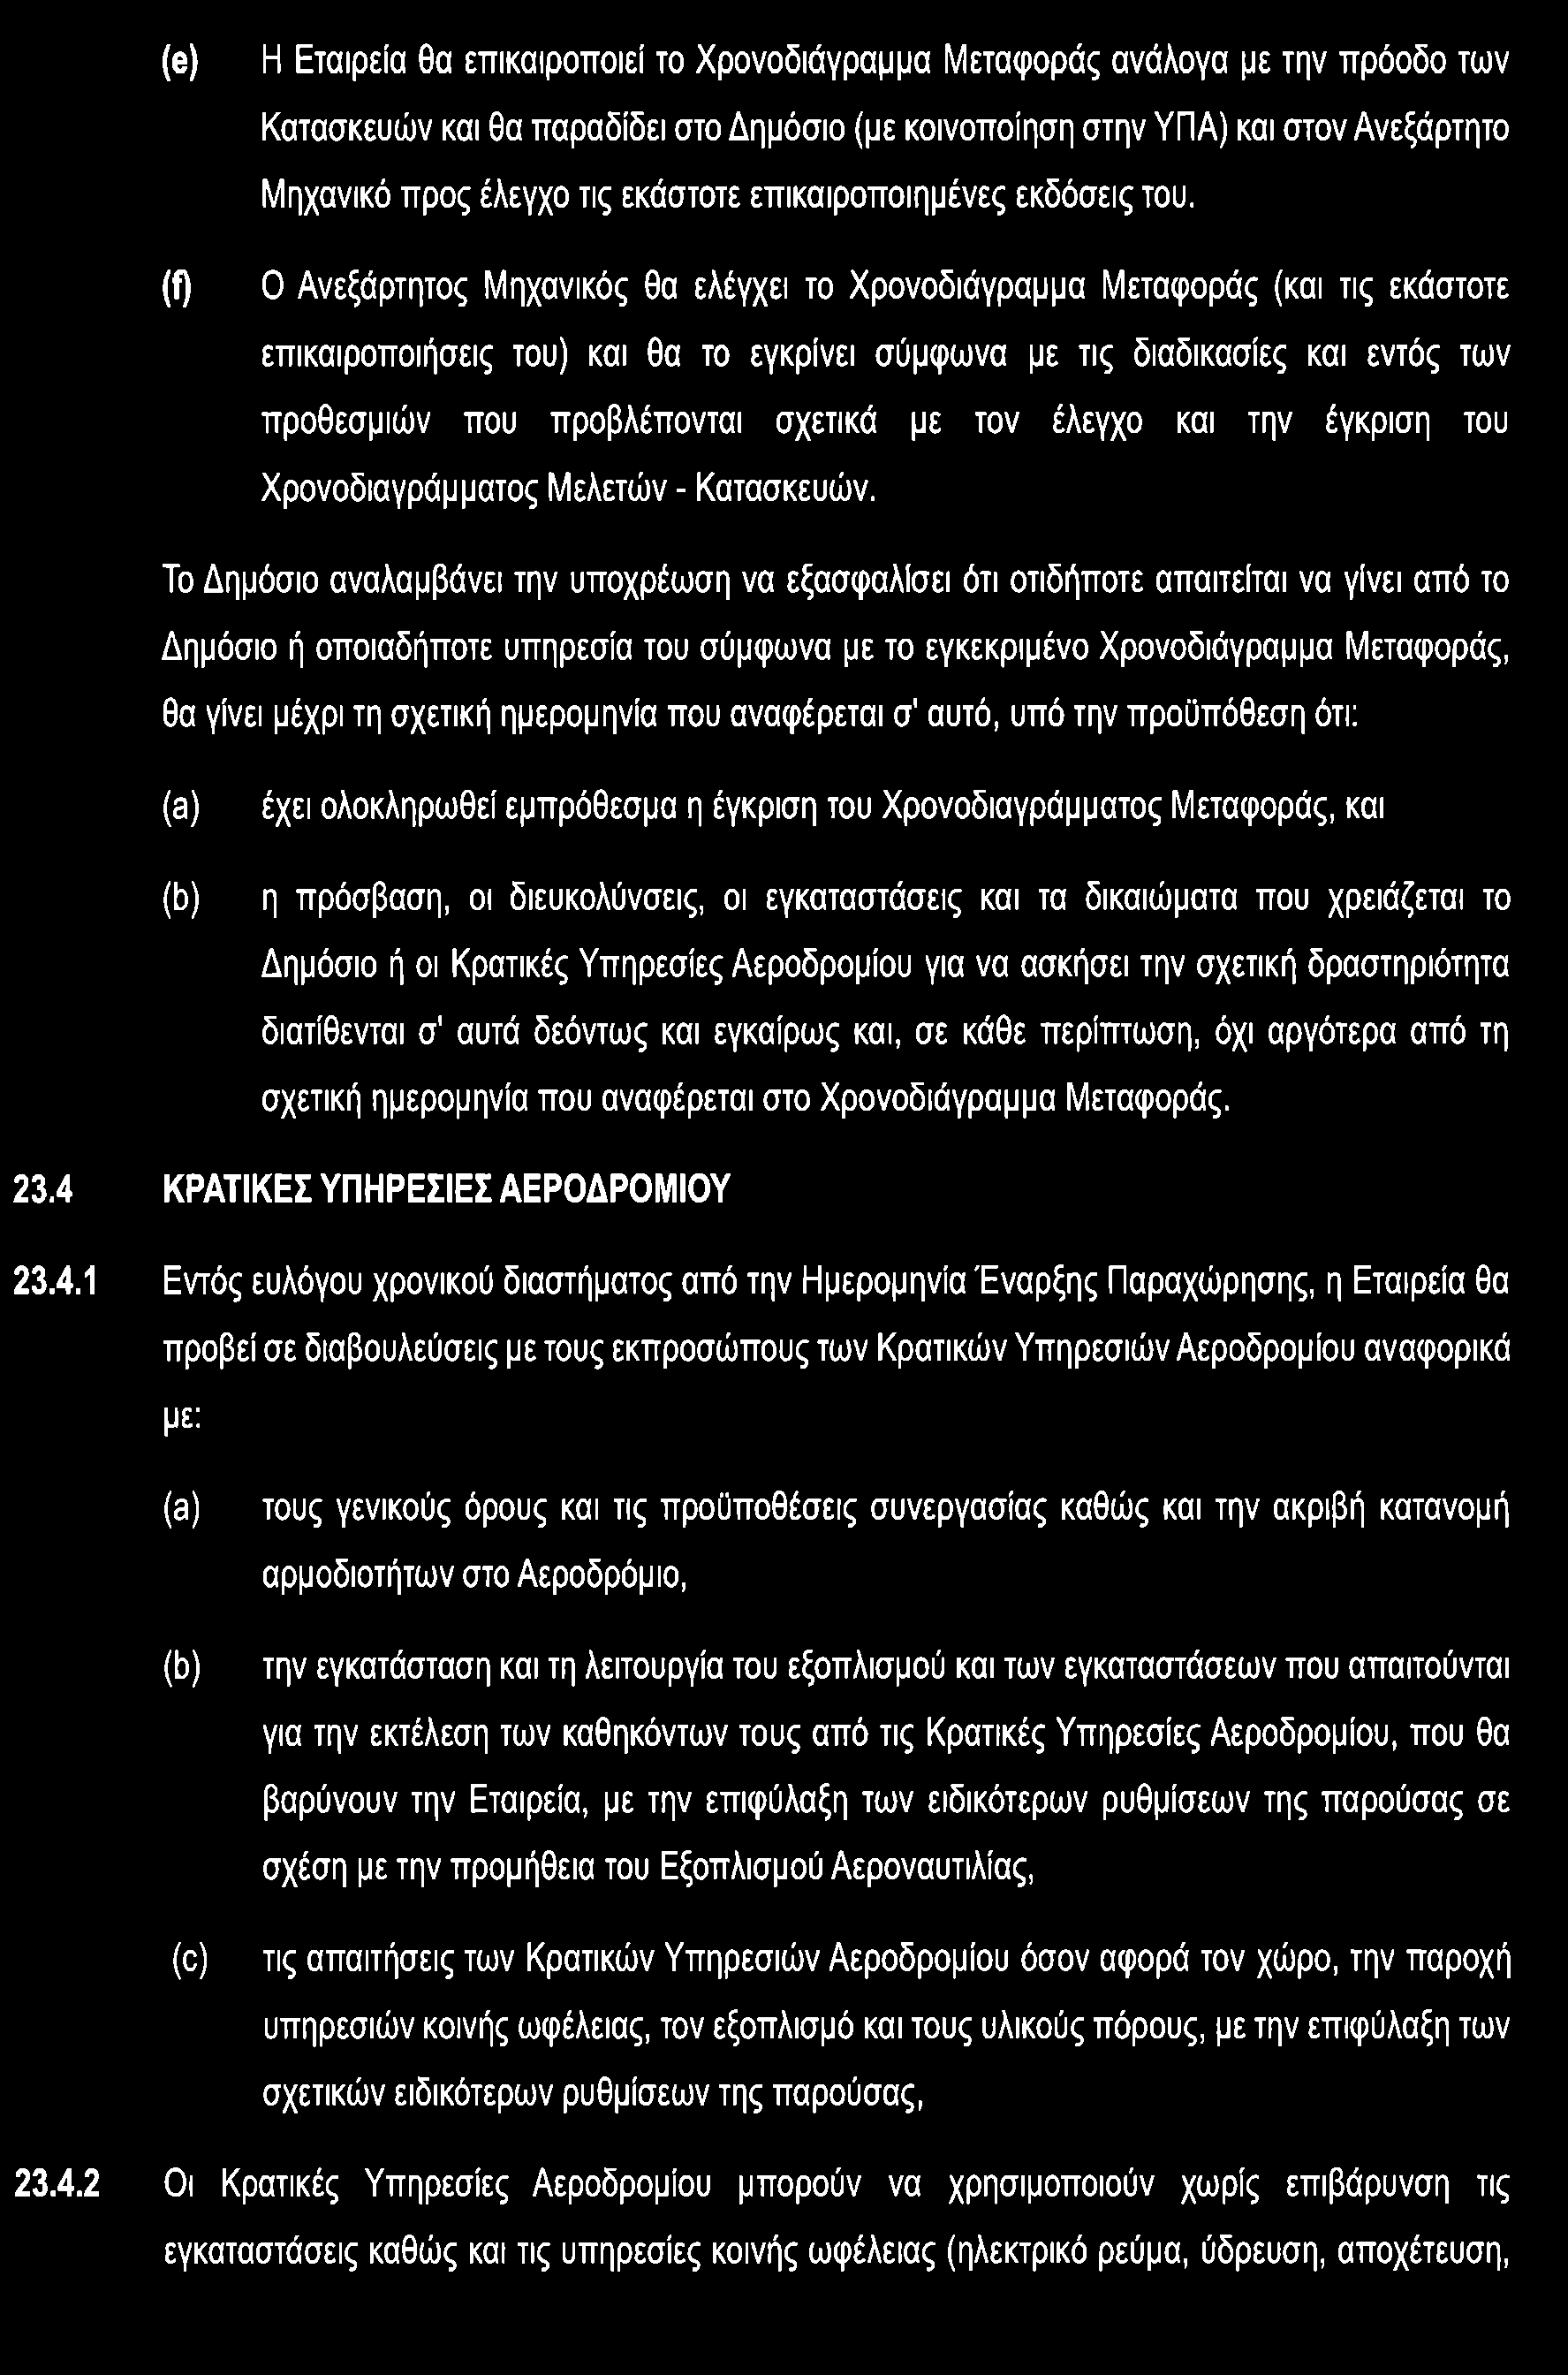 (e) Η Εταιρεία θα επικαιροποιεί το Χρονοδιάγραμμα Μεταφοράς ανάλογα με την πρόοδο των
Κατασκευών και θα παραδίδει στο Δημόσιο (με κοινοποίηση στην ΥΠΑ) και στον Ανεξάρτητο
Μηχανικό προς έλεγχο τις εκάστοτε επικαιροποιημένες εκδόσεις του.
(f) Ο Ανεξάρτητος Μηχανικός θα ελέγχει το Χρονοδιάγραμμα Μεταφοράς (και τις εκάστοτε
επικαιροποιήσεις του) και θα το εγκρίνει σύμφωνα με τις διαδικασίες και εντός των
προθεσμιών που προβλέπονται σχετικά με τον έλεγχο και την έγκριση του
Χρονοδιαγράμματος Μελετών - Κατασκευών.
Το Δημόσιο αναλαμβάνει την υποχρέωση να εξασφαλίσει ότι οτιδήποτε απαιτείται να γίνει από το
Δημόσιο ή οποιαδήποτε υπηρεσία του σύμφωνα με το εγκεκριμένο Χρονοδιάγραμμα Μεταφοράς,
θα γίνει μέχρι τη σχετική ημερομηνία που αναφέρεται σ' αυτό, υπό την προϋπόθεση ότι:
(a) έχει ολοκληρωθεί εμπρόθεσμα η έγκριση του Χρονοδιαγράμματος Μεταφοράς, και
(b) η πρόσβαση, οι διευκολύνσεις, οι εγκαταστάσεις και τα δικαιώματα που χρειάζεται το
Δημόσιο ή οι Κρατικές Υπηρεσίες Αεροδρομίου για να ασκήσει την σχετική δραστηριότητα
διατίθενται σ' αυτά δεόντως και εγκαίρως και, σε κάθε περίπτωση, όχι αργότερα από τη
σχετική ημερομηνία που αναφέρεται στο Χρονοδιάγραμμα Μεταφοράς.
23.4 ΚΡΑΤΙΚΕΣ ΥΠΗΡΕΣΙΕΣ ΑΕΡΟΔΡΟΜΙΟΥ
23.4.1 Εντός ευλόγου χρονικού διαστήματος από την Ημερομηνία Έναρξης Παραχώρησης, η Εταιρεία θα
προβεί σε διαβουλεύσεις με τους εκπροσώπους των Κρατικών Υπηρεσιών Αεροδρομίου αναφορικά
με:
(a) τους γενικούς όρους και τις προϋποθέσεις συνεργασίας καθώς και την ακριβή κατανομή
αρμοδιοτήτων στο Αεροδρόμιο,
(b) την εγκατάσταση και τη λειτουργία του εξοπλισμού και των εγκαταστάσεων που απαιτούνται
για την εκτέλεση των καθηκόντων τους από τις Κρατικές Υπηρεσίες Αεροδρομίου, που θα
βαρύνουν την Εταιρεία, με την επιφύλαξη των ειδικότερων ρυθμίσεων της παρούσας σε
σχέση με την προμήθεια του Εξοπλισμού Αεροναυτιλίας,
(c) τις απαιτήσεις των Κρατικών Υπηρεσιών Αεροδρομίου όσον αφορά τον χώρο, την παροχή
υπηρεσιών κοινής ωφέλειας, τον εξοπλισμό και τους υλικούς πόρους, με την επιφύλαξη των
σχετικών ειδικότερων ρυθμίσεων της παρούσας,
23.4.2 Οι Κρατικές Υπηρεσίες Αεροδρομίου μπορούν να χρησιμοποιούν χωρίς επιβάρυνση τις
εγκαταστάσεις καθώς και τις υπηρεσίες κοινής ωφέλειας (ηλεκτρικό ρεύμα, ύδρευση, αποχέτευση,